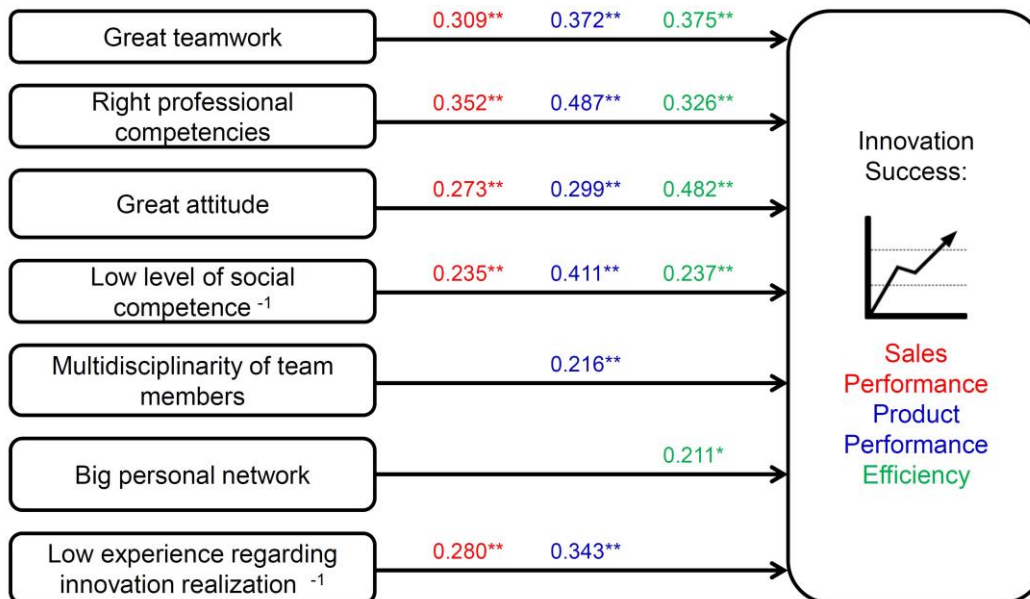 Great teamwork
0.309** 0.372** 0.375**
Right professional
competencies
0.352** 0.487** 0.326**
Great attitude
0.273** 0.299** 0.482**
Low level of social
competence -1
0.235** 0.411** 0.237**
Multidisciplinarity of team
members
0.216**
Big personal network
0.211*
Low experience regarding
innovation realization -1
0.280** 0.343**
Innovation
Success:
Sales
Performance
Product
Performance
Efficiency